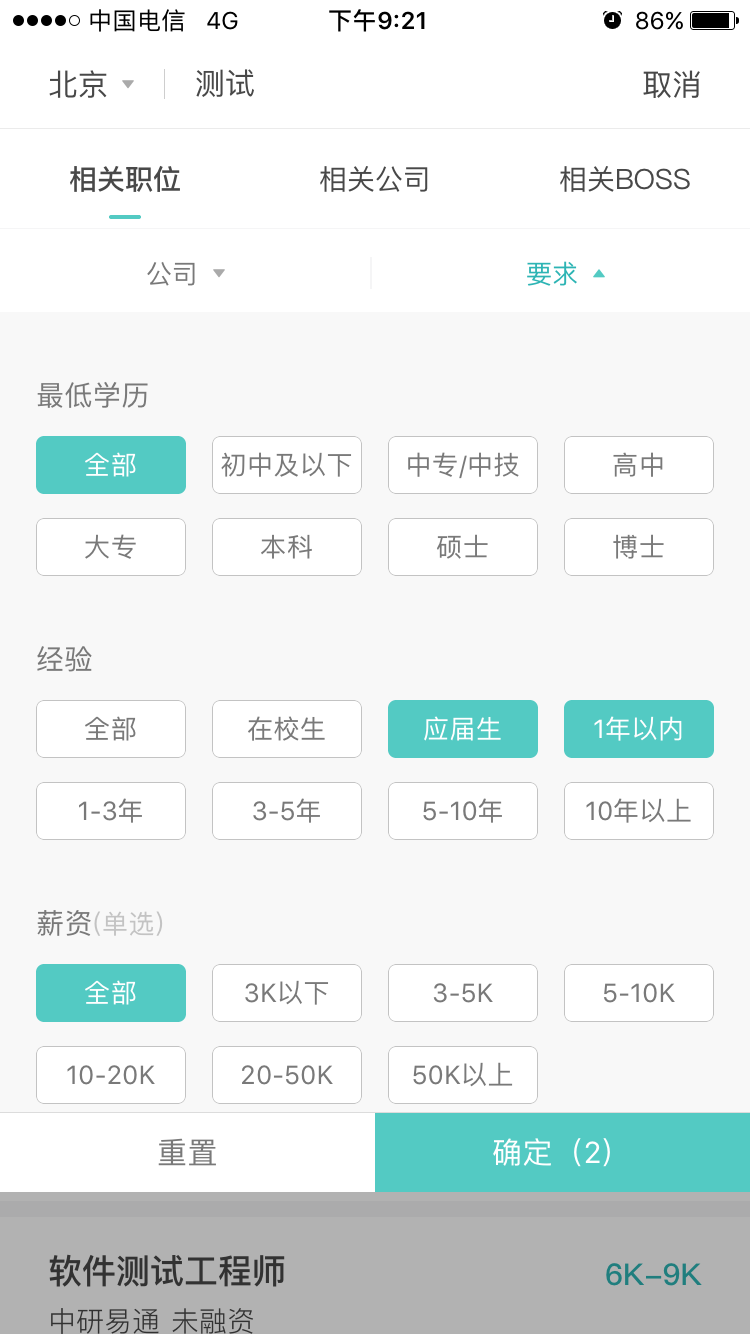 中国电信 4G 下午9:21 86%
北京 测试 取消
相关职位 相关公司 相关BOSS
公司 要求
最低学历
全部 初中及以下 中专/中技 高中
大专 本科 硕士 博士
经验
全部 在校生 应届生 1年以内
1-3年 3-5年 5-10年 10年以上
薪资(单选)
全部 3K以下 3-5K 5-10K
10-20K 20-50K 50K以上
重置 确定（2）
软件测试工程师 6K-9K
中研易通 未融资